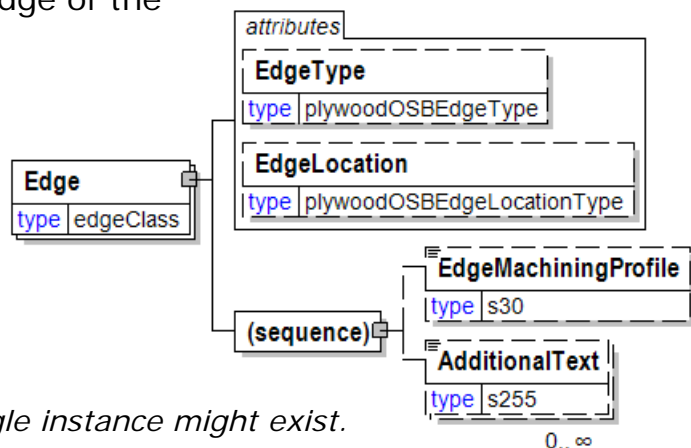 dge of the
attributes
EdgeType
type plywoodOSBEdgeType
EdgeLocation
type plywoodOSBEdgeLocationType
Edge
type edgeClass
EdgeMachiningProfile
type s30
(sequence)
AdditionalText
type s255
gle instance might exist.
0..∞